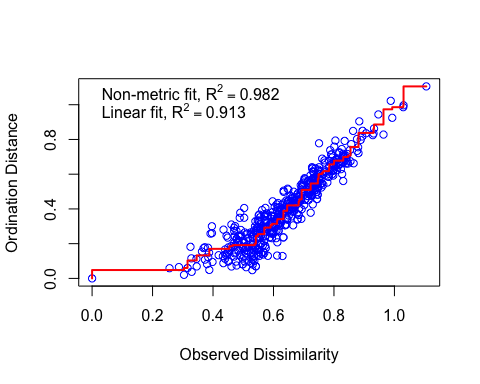 Non-metric fit, R² = 0.982
Linear fit, R² = 0.913
Ordination Distance
0.8
0.4
0.0
0.0 0.2 0.4 0.6 0.8 1.0
Observed Dissimilarity